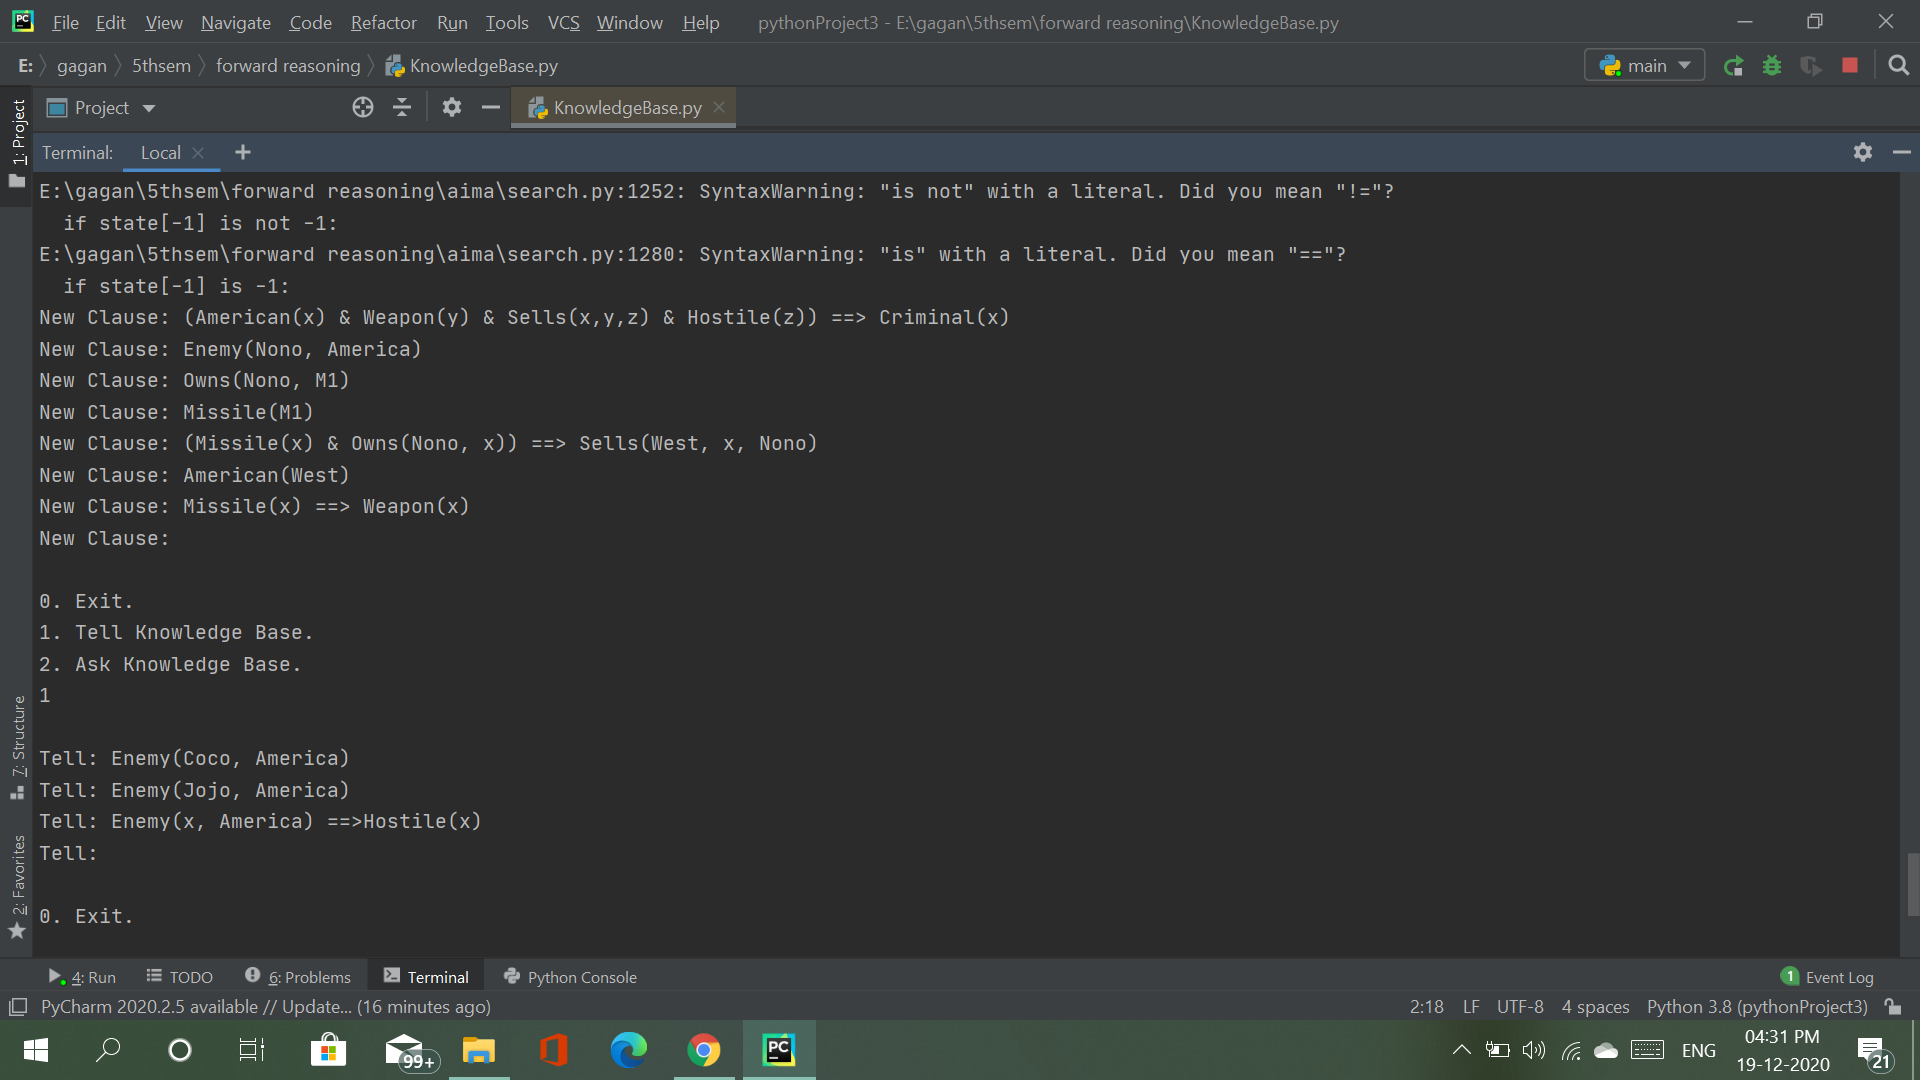 PC File Edit View Navigate Code Refactor Run Tools VCS Window Help pythonProject3 - E:\gagan\5thsem\forward reasoning\KnowledgeBase.py
E: gagan 5thsem forward reasoning KnowledgeBase.py main
Project KnowledgeBase.py
1: Project
Terminal: Local +
E:\gagan\5thsem\forward reasoning\aima\search.py:1252: SyntaxWarning: "is not" with a literal. Did you mean "!="?
if state[-1] is not -1:
E:\gagan\5thsem\forward reasoning\aima\search.py:1280: SyntaxWarning: "is" with a literal. Did you mean "=="?
if state[-1] is -1:
New Clause: (American(x) & Weapon(y) & Sells(x,y,z) & Hostile(z)) ==> Criminal(x)
New Clause: Enemy(Nono, America)
New Clause: Owns(Nono, M1)
New Clause: Missile(M1)
New Clause: (Missile(x) & Owns(Nono, x)) ==> Sells(West, x, Nono)
New Clause: American(West)
New Clause: Missile(x) ==> Weapon(x)
New Clause:
0. Exit.
1. Tell Knowledge Base.
2. Ask Knowledge Base.
1
Tell: Enemy(Coco, America)
Tell: Enemy(Jojo, America)
Tell: Enemy(x, America) ==>Hostile(x)
Tell:
0. Exit.
7: Structure
2: Favorites
4: Run TODO 6: Problems Terminal Python Console 1 Event Log
PyCharm 2020.2.5 available // Update... (16 minutes ago) 2:18 LF UTF-8 4 spaces Python 3.8 (pythonProject3)
99+ PC ENG 04:31 PM
19-12-2020 21